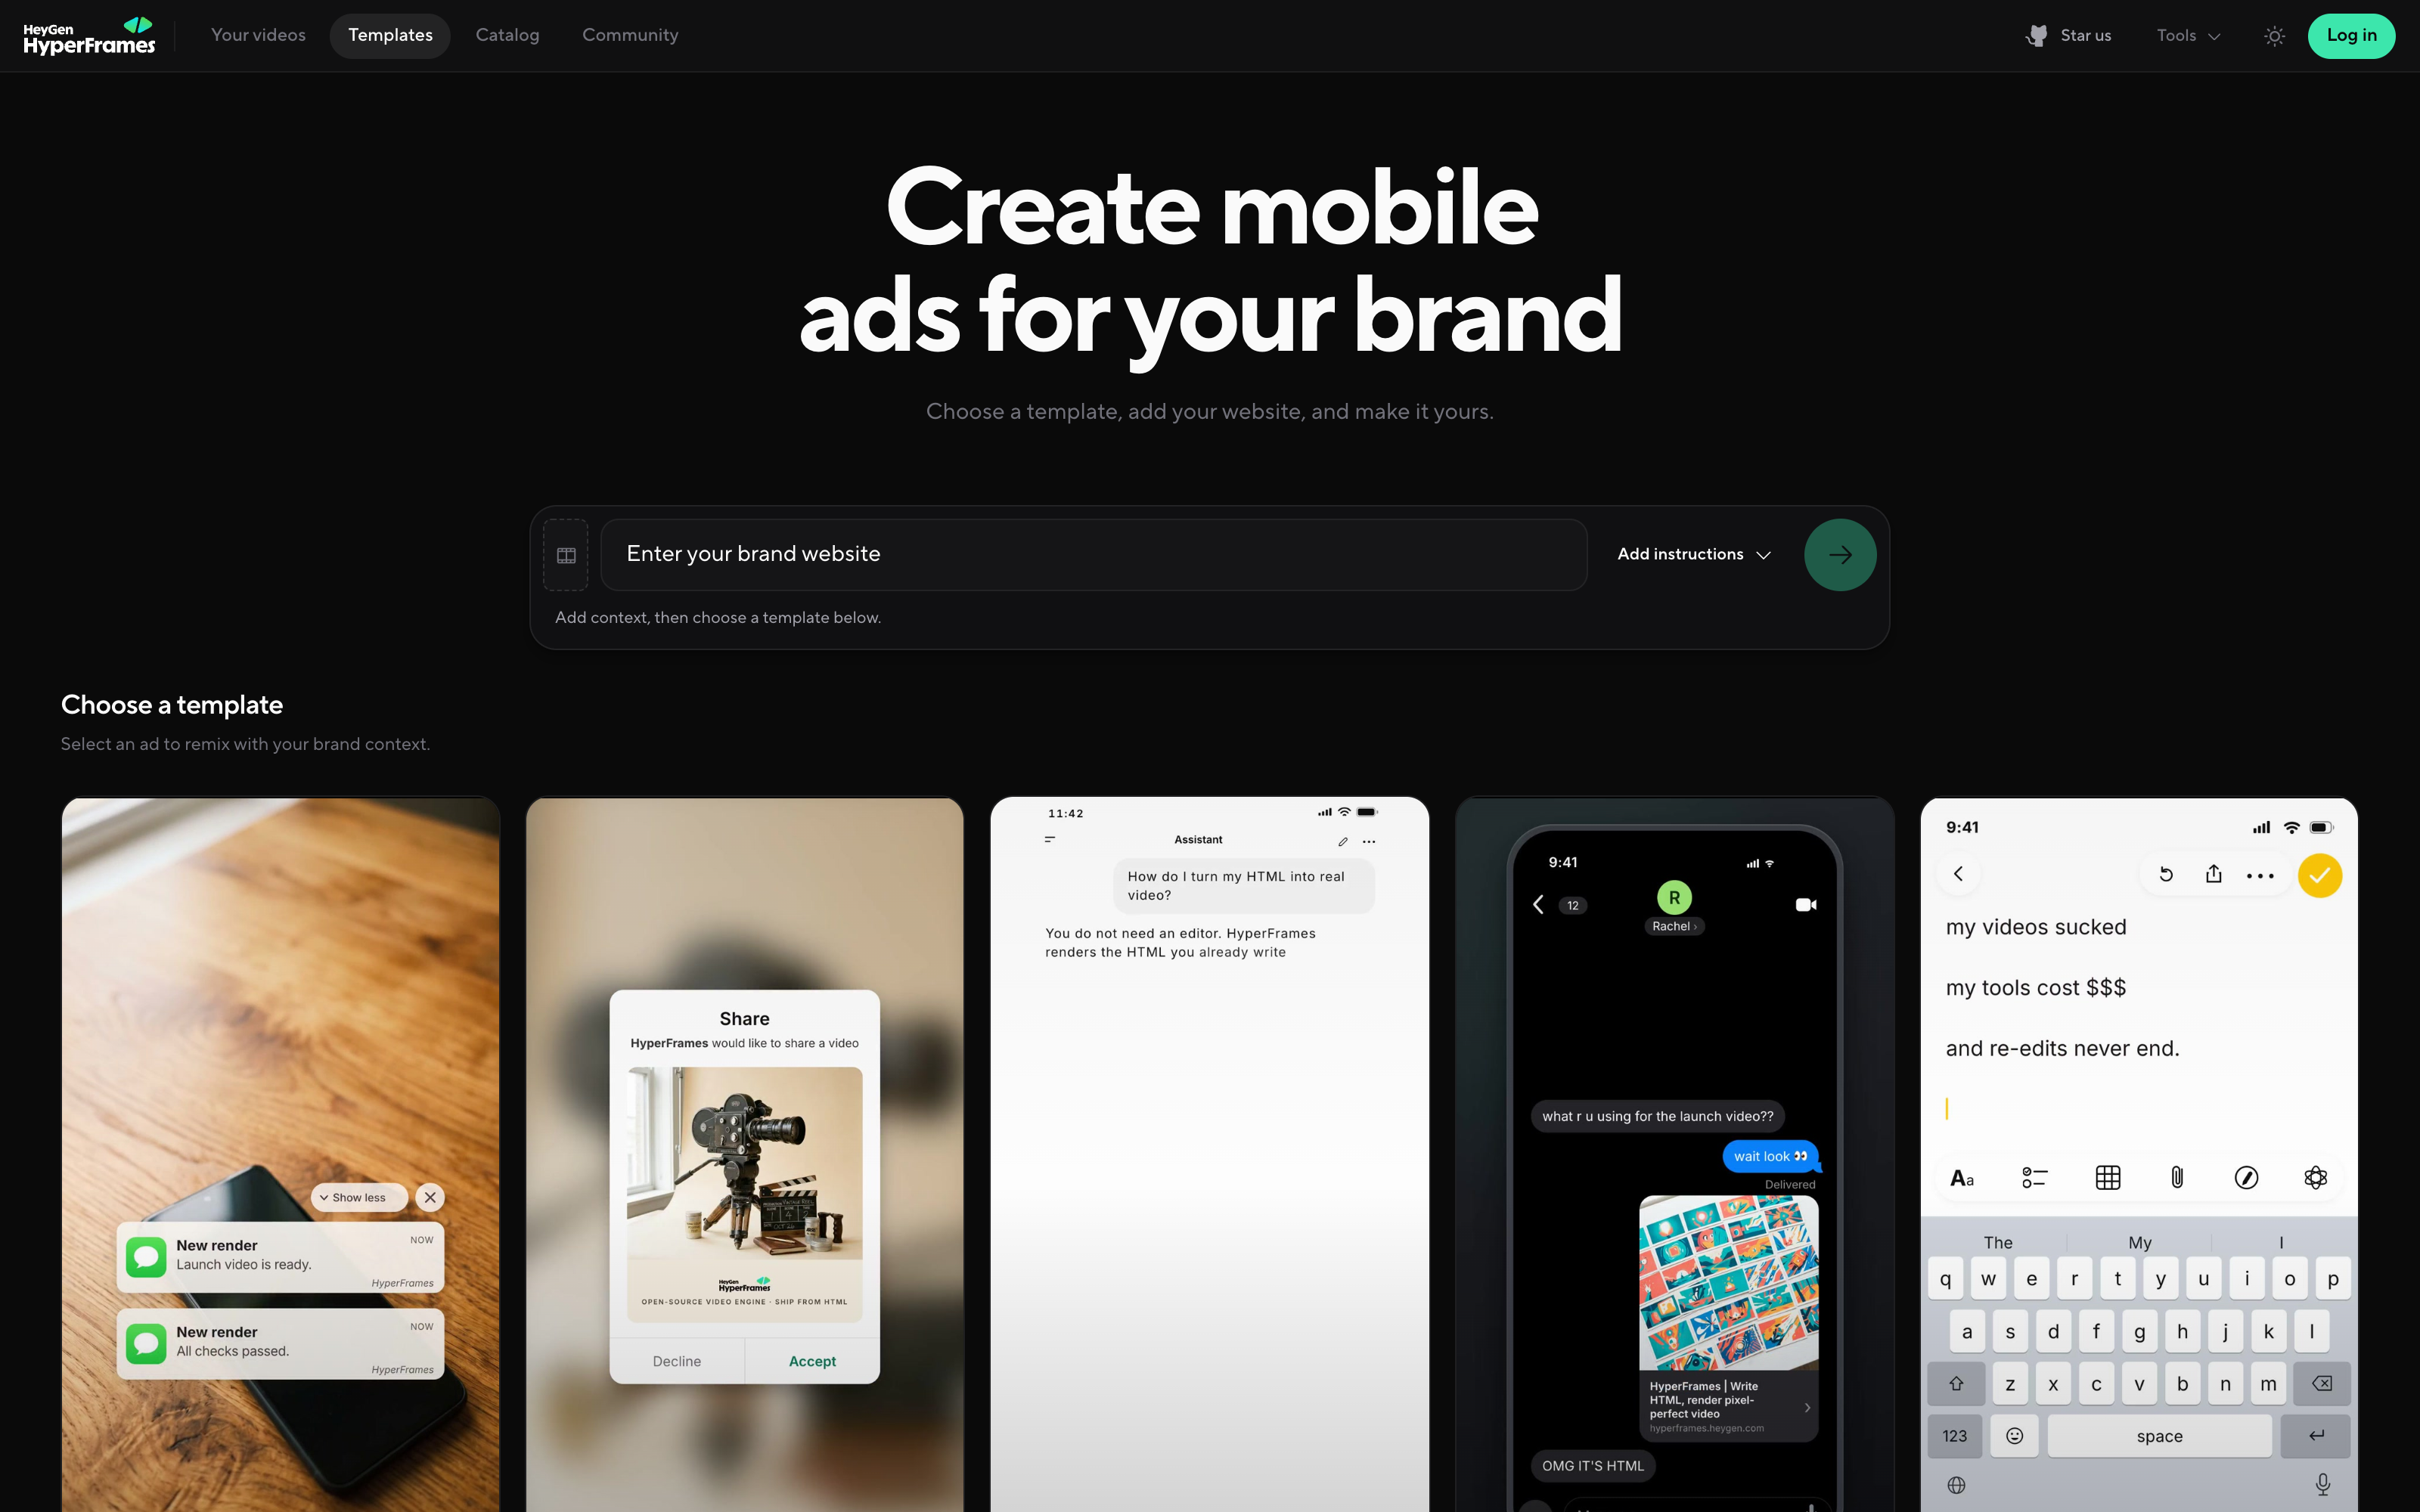 HeyGen
HyperFrames
Your videos
Templates
Catalog
Community
Star us
Tools
Log in
Create mobile
ads for your brand
Choose a template, add your website, and make it yours.
Enter your brand website
Add instructions
Add context, then choose a template below.
Choose a template
Select an ad to remix with your brand context.
Show less
New render
NOW
Launch video is ready.
HyperFrames
New render
NOW
All checks passed.
HyperFrames
Share
HyperFrames would like to share a video
HeyGen
HyperFrames
OPEN-SOURCE VIDEO ENGINE · SHIP FROM HTML
Decline
Accept
11:42
Assistant
How do I turn my HTML into real
video?
You do not need an editor. HyperFrames
renders the HTML you already write
9:41
12
R
Rachel ›
what r u using for the launch video??
wait look 👀
Delivered
HyperFrames | Write
HTML, render pixel-
perfect video
hyperframes.heygen.com
OMG IT'S HTML
9:41
my videos sucked
my tools cost $$$
and re-edits never end.
Aa
The
My
I
q w e r t y u i o p
a s d f g h j k l
z x c v b n m
123
space